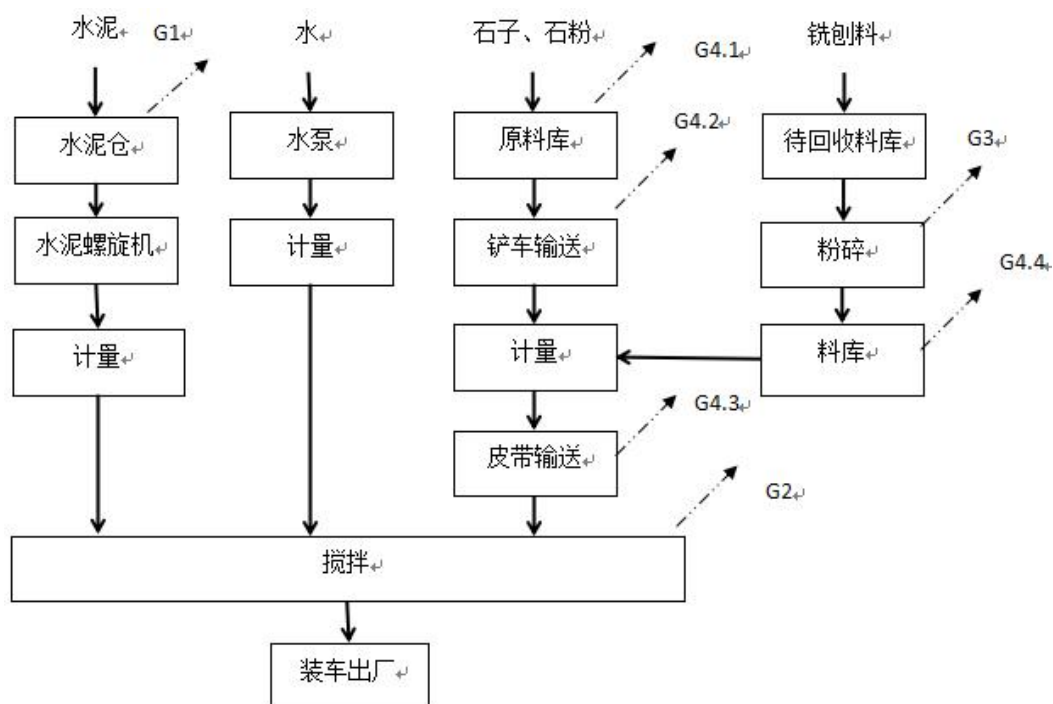 水泥
G1
水
石子、石粉
G4.1
铣刨料
水泥仓
水泵
原料库
G4.2
待回收料库
G3
水泥螺旋机
计量
铲车输送
粉碎
G4.4
计量
计量
料库
G4.3
皮带输送
G2
搅拌
装车出厂